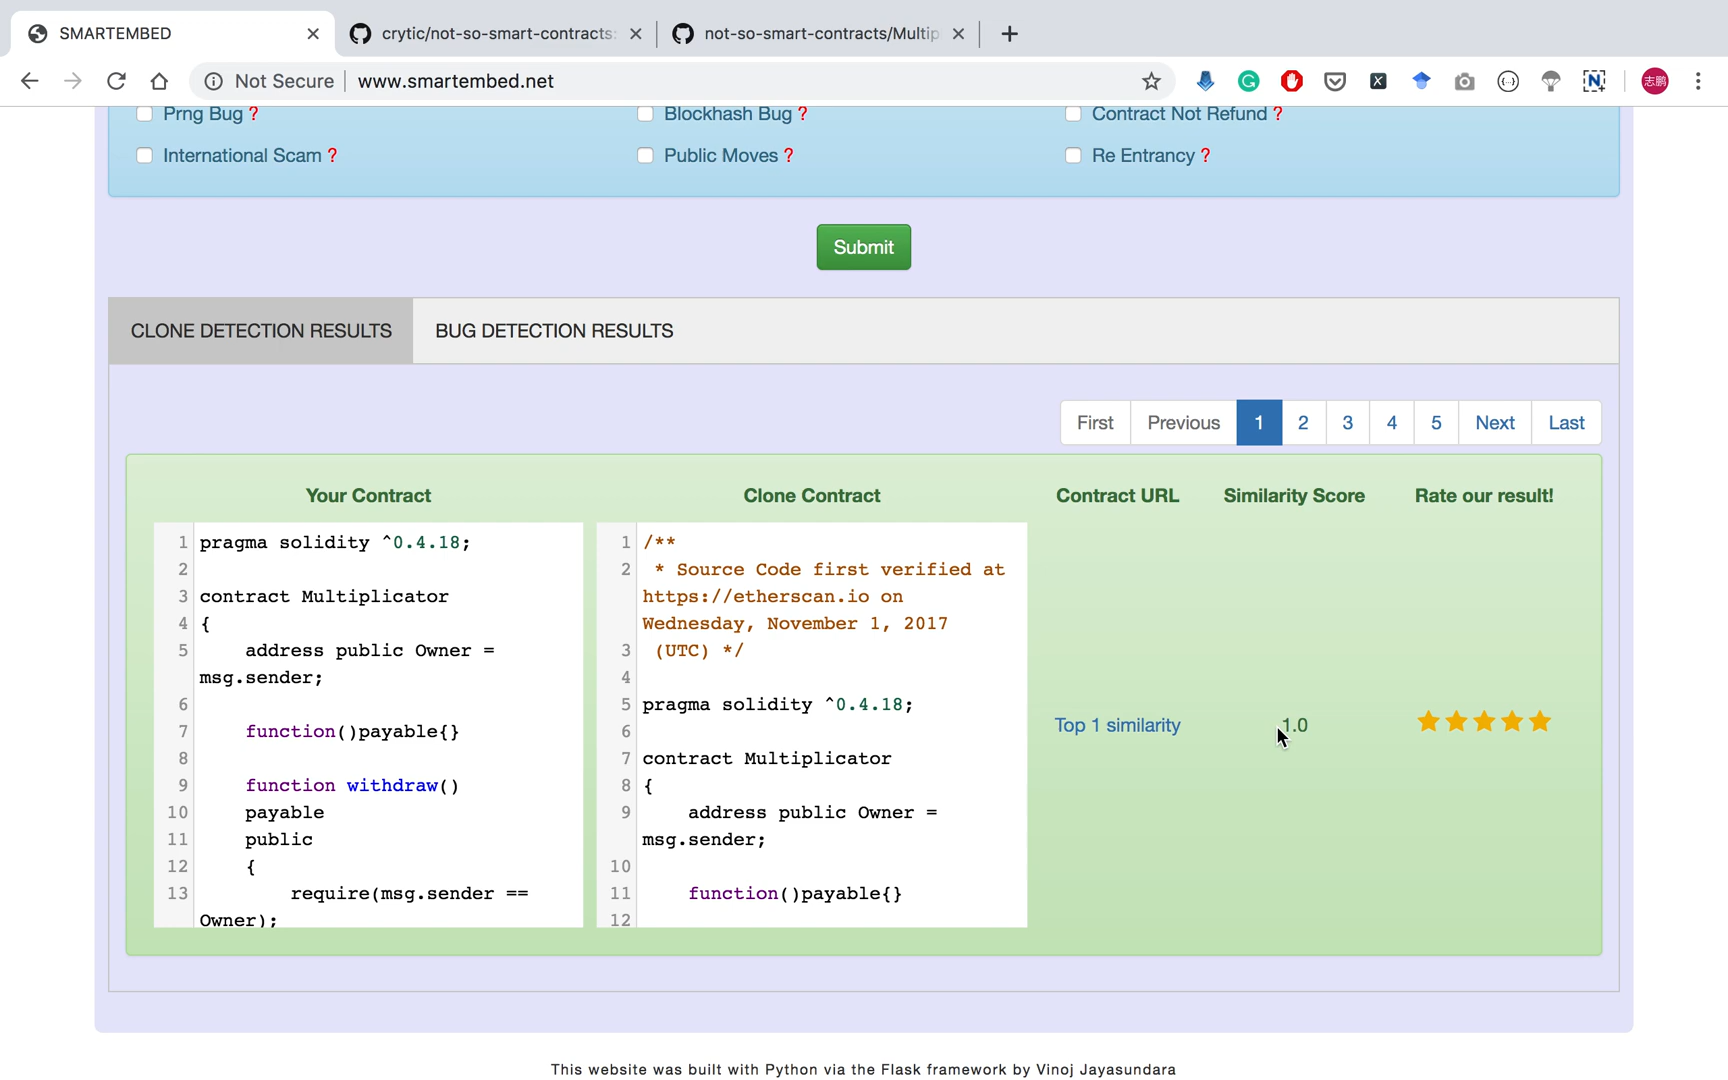 SMARTEMBED
crytic/not-so-smart-contracts:
not-so-smart-contracts/Multip
Not Secure
www.smartembed.net
志鹏
Prng Bug ?
Blockhash Bug ?
Contract Not Refund ?
International Scam ?
Public Moves ?
Re Entrancy ?
Submit
CLONE DETECTION RESULTS
BUG DETECTION RESULTS
First Previous 1 2 3 4 5 Next Last
Your Contract
Clone Contract
Contract URL
Similarity Score
Rate our result!
1 pragma solidity ^0.4.18;
2
3 contract Multiplicator
4 {
5 address public Owner =
msg.sender;
6
7 function()payable{}
8
9 function withdraw()
10 payable
11 public
12 {
13 require(msg.sender ==
Owner);
1 /**
2 * Source Code first verified at
https://etherscan.io on
Wednesday, November 1, 2017
3 (UTC) */
4
5 pragma solidity ^0.4.18;
6
7 contract Multiplicator
8 {
9 address public Owner =
msg.sender;
10
11 function()payable{}
12
Top 1 similarity
1.0
This website was built with Python via the Flask framework by Vinoj Jayasundara